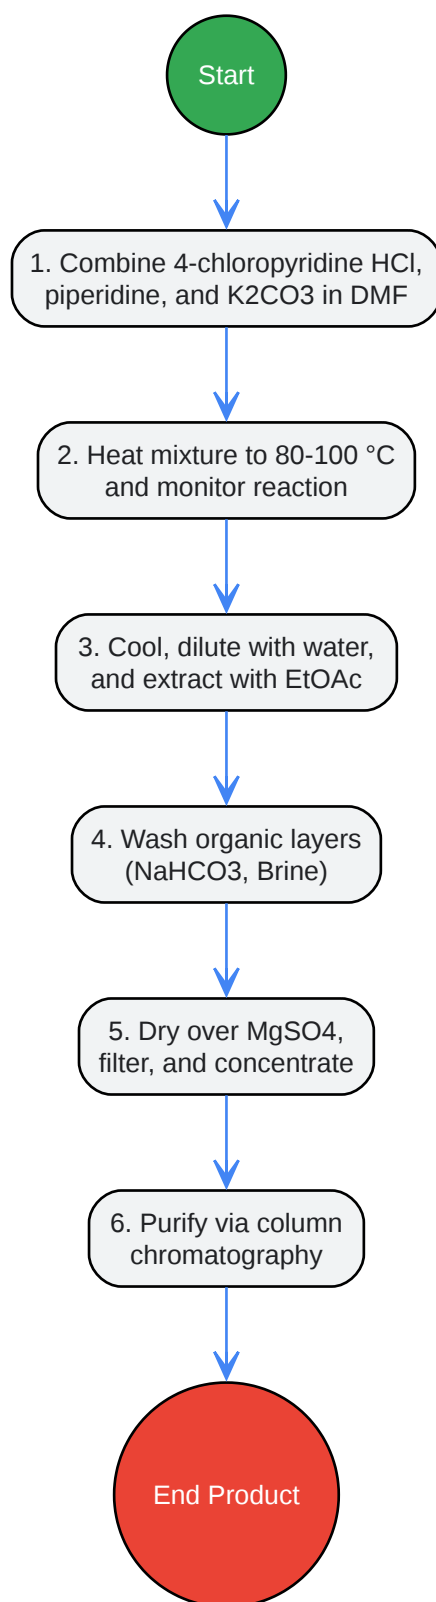 Start
1. Combine 4-chloropyridine HCl,
piperidine, and K2CO3 in DMF
2. Heat mixture to 80-100 °C
and monitor reaction
3. Cool, dilute with water,
and extract with EtOAc
4. Wash organic layers
(NaHCO3, Brine)
5. Dry over MgSO4,
filter, and concentrate
6. Purify via column
chromatography
End Product